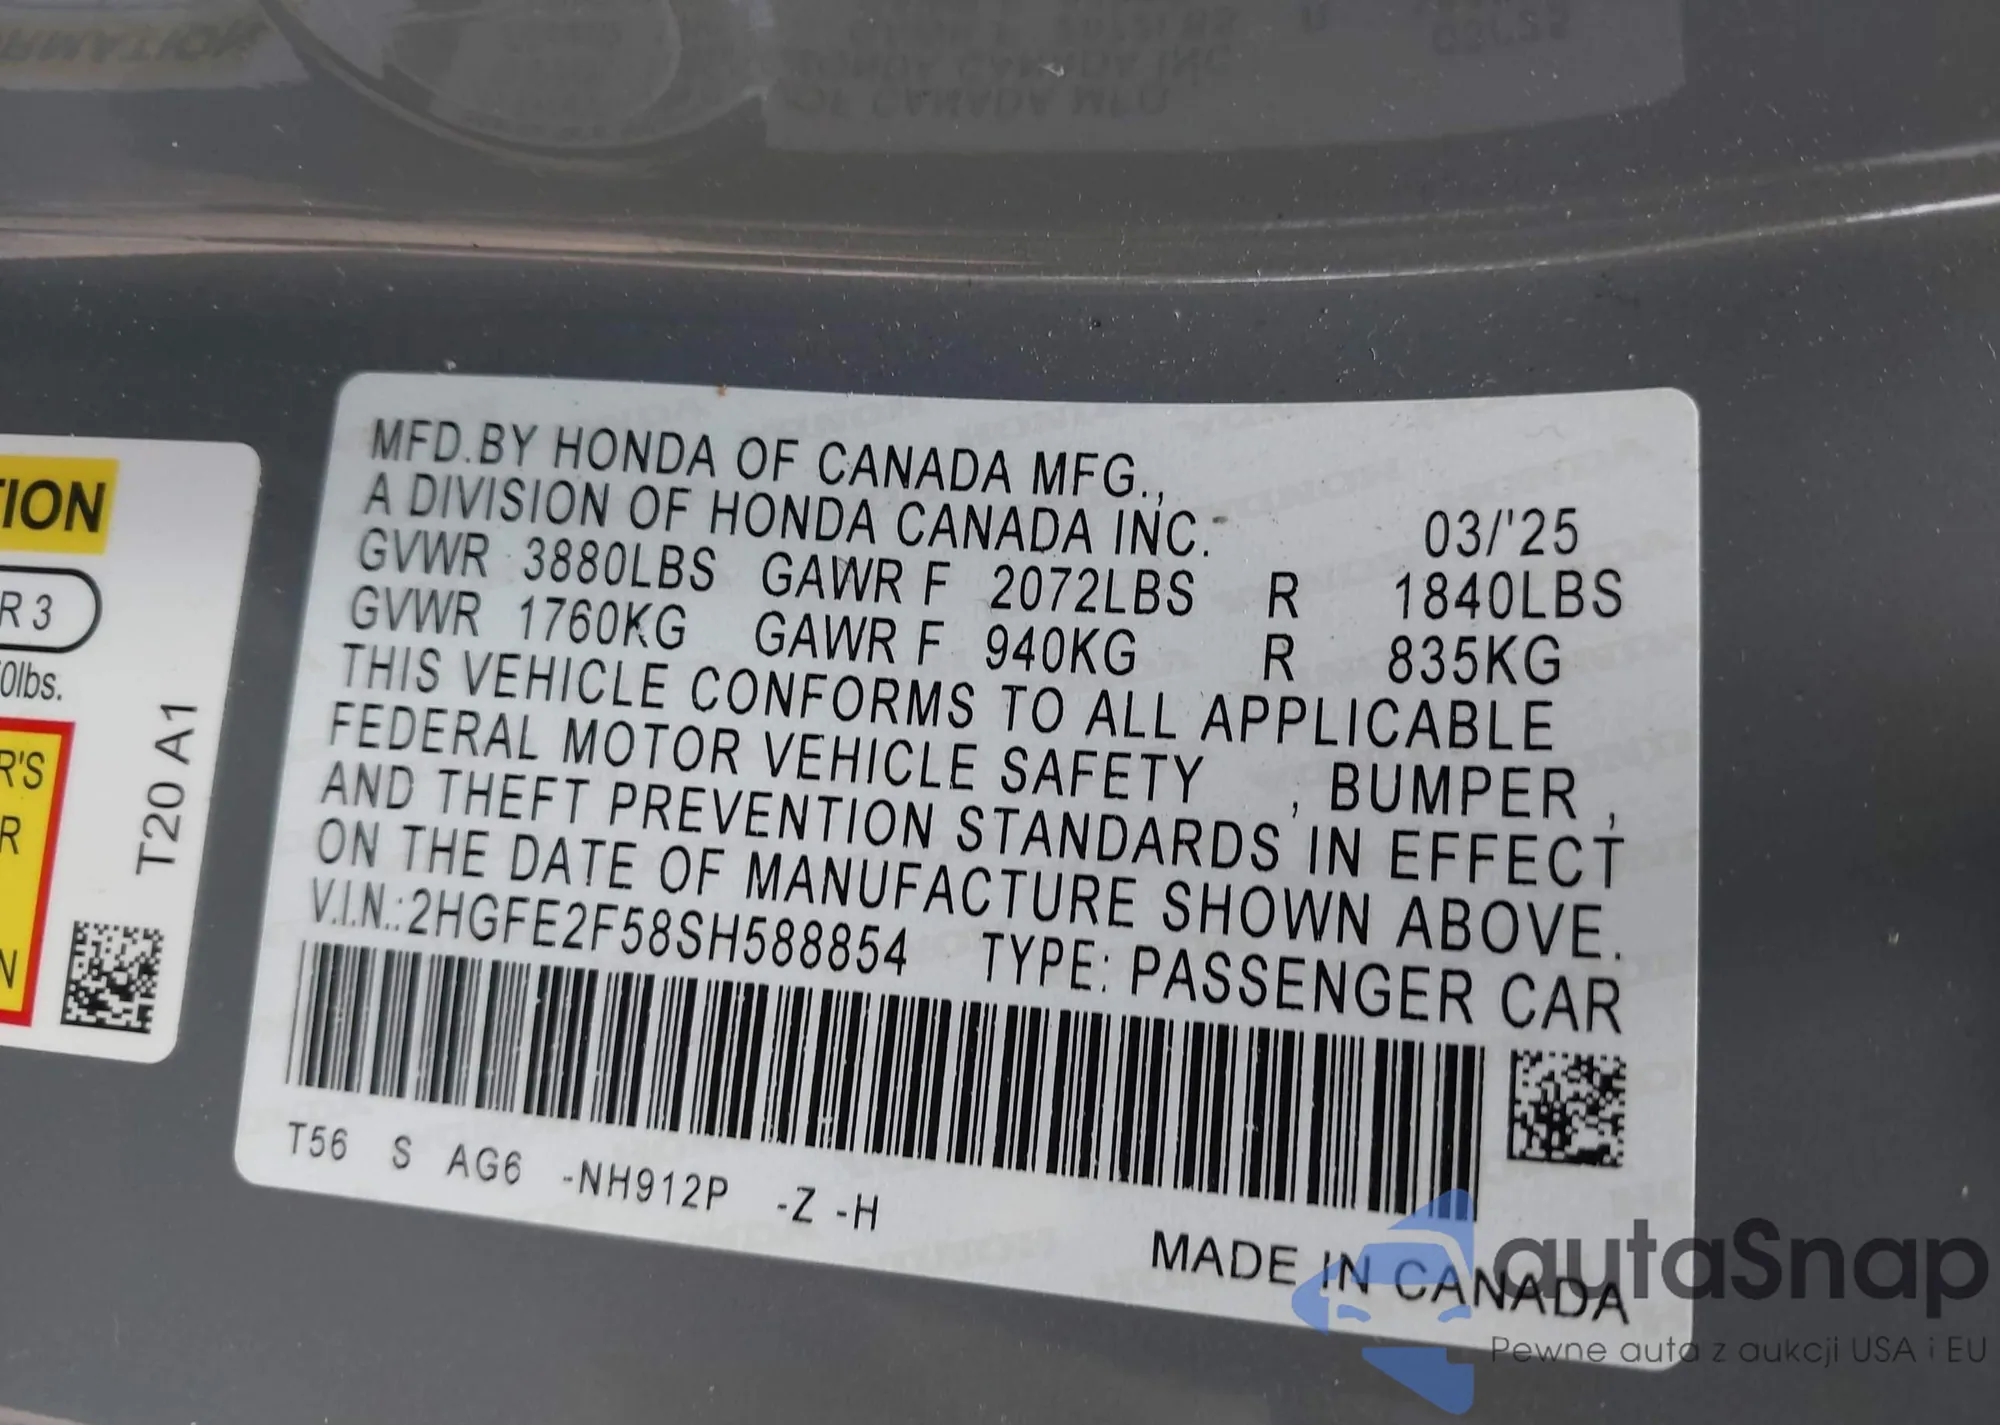 MFD.BY HONDA OF CANADA MFG.,
A DIVISION OF HONDA CANADA INC. 03/'25
GVWR 3880LBS GAWR F 2072LBS R 1840LBS
GVWR 1760KG GAWR F 940KG R 835KG
THIS VEHICLE CONFORMS TO ALL APPLICABLE
FEDERAL MOTOR VEHICLE SAFETY , BUMPER ,
AND THEFT PREVENTION STANDARDS IN EFFECT
ON THE DATE OF MANUFACTURE SHOWN ABOVE.
V.I.N.:2HGFE2F58SH588854 TYPE: PASSENGER CAR
T56 S AG6 -NH912P -Z -H
MADE IN CANADA
TION
R 3
0lbs.
R'S
R
N
T20 A1
autaSnap
Pewne auta z aukcji USA i EU